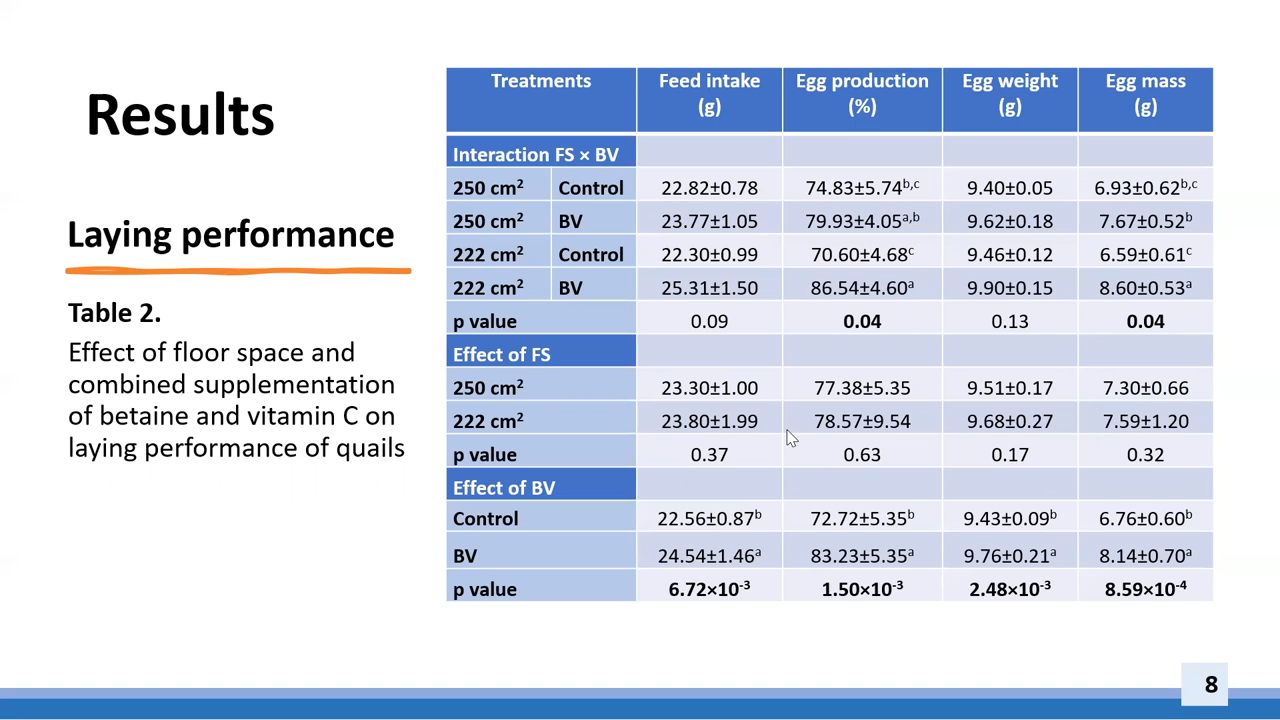 Results
Laying performance
Table 2.
Effect of floor space and
combined supplementation
of betaine and vitamin C on
laying performance of quails
Treatments Feed intake (g) Egg production (%) Egg weight (g) Egg mass (g)
Interaction FS × BV
250 cm² Control 22.82±0.78 74.83±5.74ᵇ,ᶜ 9.40±0.05 6.93±0.62ᵇ,ᶜ
250 cm² BV 23.77±1.05 79.93±4.05ᵃ,ᵇ 9.62±0.18 7.67±0.52ᵇ
222 cm² Control 22.30±0.99 70.60±4.68ᶜ 9.46±0.12 6.59±0.61ᶜ
222 cm² BV 25.31±1.50 86.54±4.60ᵃ 9.90±0.15 8.60±0.53ᵃ
p value 0.09 0.04 0.13 0.04
Effect of FS
250 cm² 23.30±1.00 77.38±5.35 9.51±0.17 7.30±0.66
222 cm² 23.80±1.99 78.57±9.54 9.68±0.27 7.59±1.20
p value 0.37 0.63 0.17 0.32
Effect of BV
Control 22.56±0.87ᵇ 72.72±5.35ᵇ 9.43±0.09ᵇ 6.76±0.60ᵇ
BV 24.54±1.46ᵃ 83.23±5.35ᵃ 9.76±0.21ᵃ 8.14±0.70ᵃ
p value 6.72×10⁻³ 1.50×10⁻³ 2.48×10⁻³ 8.59×10⁻⁴
8